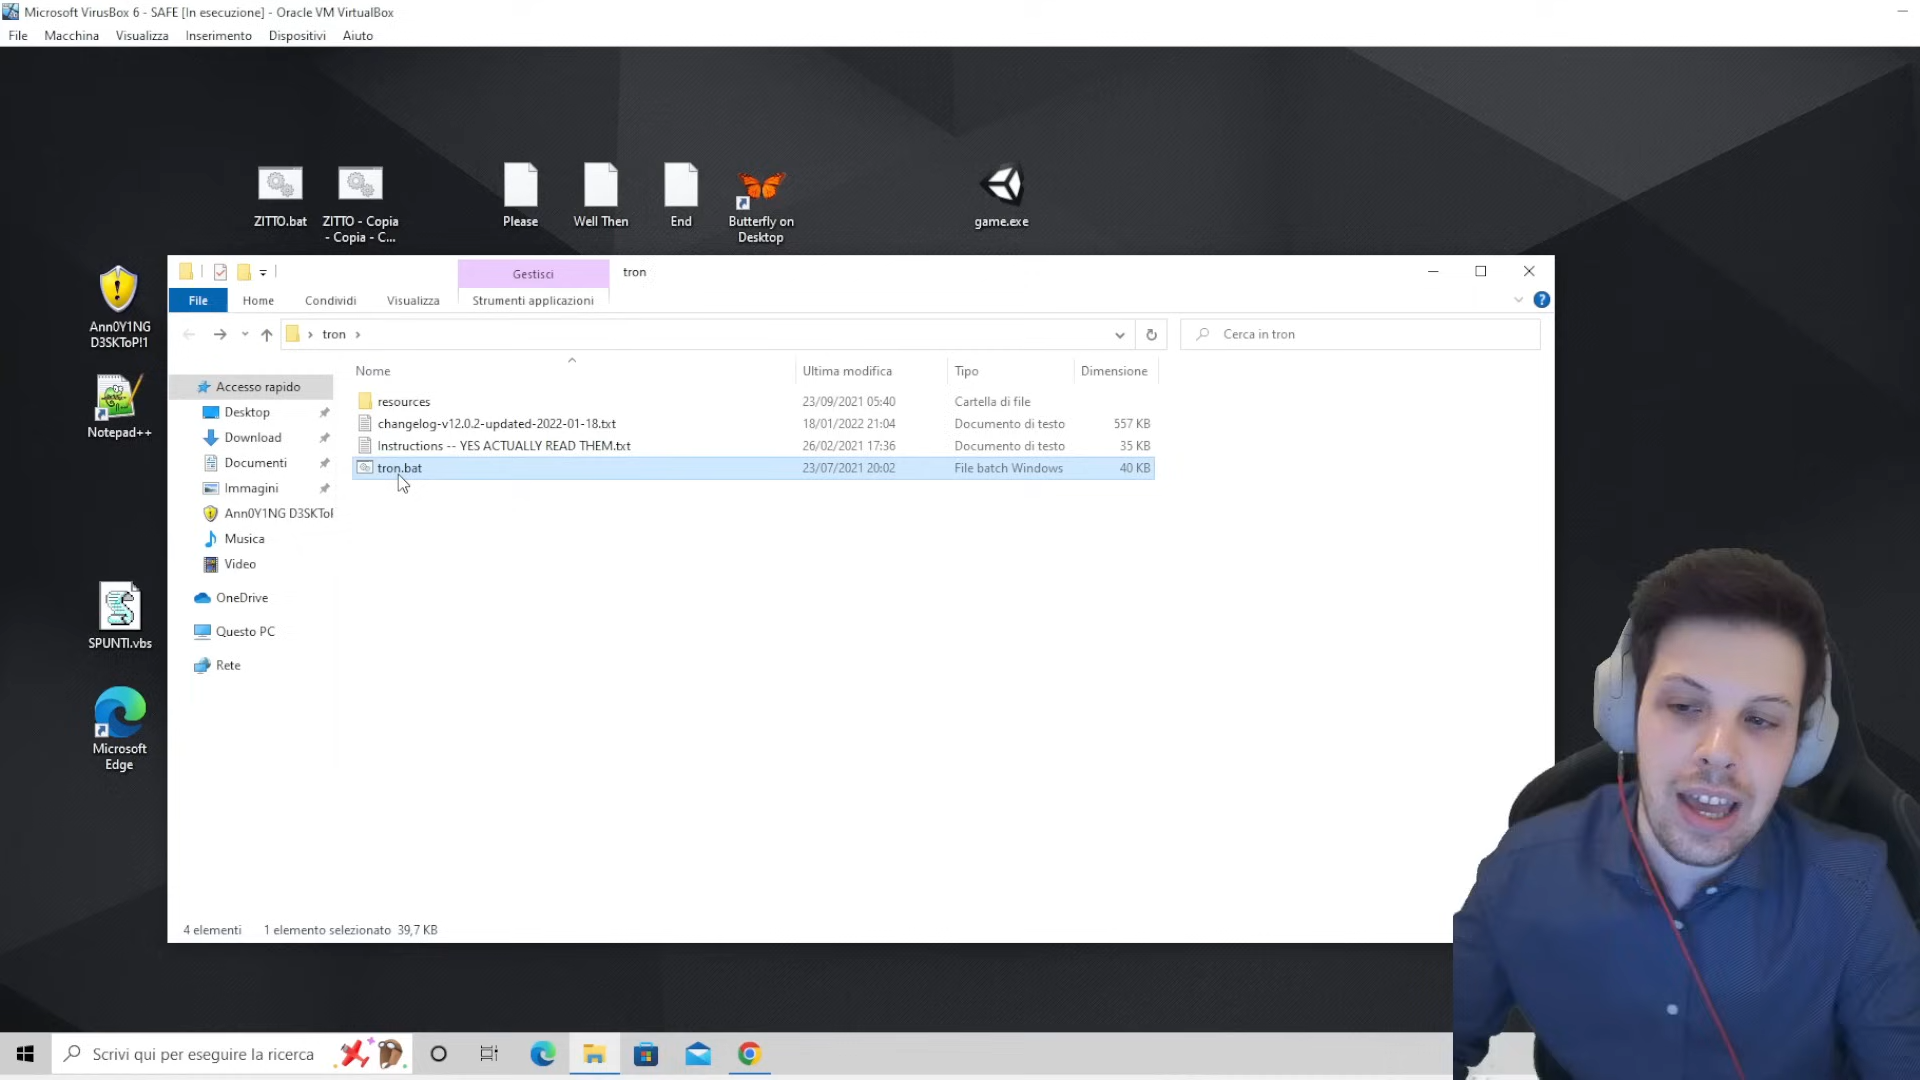 Microsoft VirusBox 6 - SAFE [In esecuzione] - Oracle VM VirtualBox
File Macchina Visualizza Inserimento Dispositivi Aiuto
ZITTO.bat
ZITTO - Copia
- Copia - C...
Please
Well Then
End
Butterfly on
Desktop
game.exe
Ann0Y1NG
D3SKToP!1
Notepad++
SPUNTI.vbs
Microsoft
Edge
Gestisci
tron
File Home Condividi Visualizza Strumenti applicazioni
tron
Cerca in tron
Nome Ultima modifica Tipo Dimensione
resources 23/09/2021 05:40 Cartella di file
changelog-v12.0.2-updated-2022-01-18.txt 18/01/2022 21:04 Documento di testo 557 KB
Instructions -- YES ACTUALLY READ THEM.txt 26/02/2021 17:36 Documento di testo 35 KB
tron.bat 23/07/2021 20:02 File batch Windows 40 KB
Accesso rapido
Desktop
Download
Documenti
Immagini
Ann0Y1NG D3SKTo
Musica
Video
OneDrive
Questo PC
Rete
4 elementi 1 elemento selezionato 39,7 KB
Scrivi qui per eseguire la ricerca